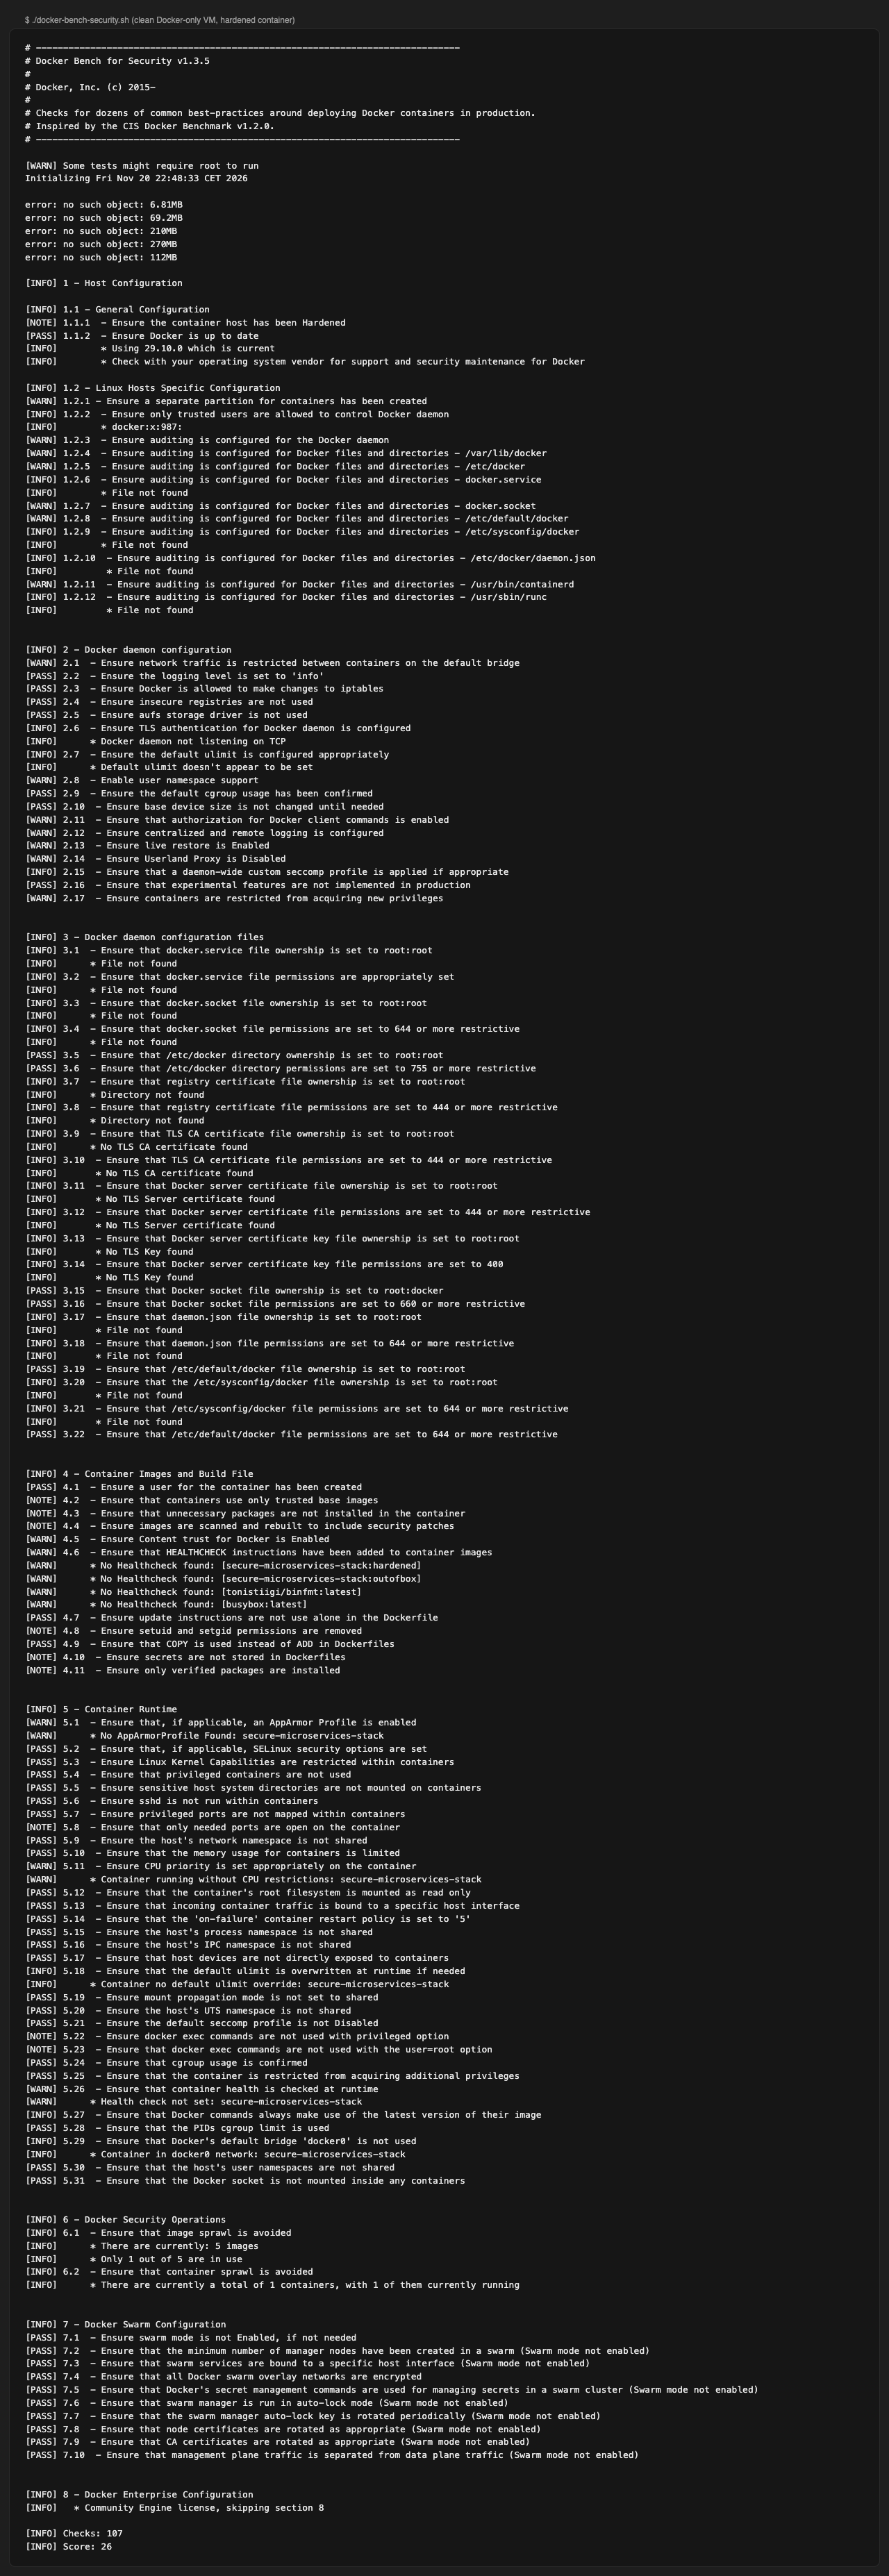 $ ./docker-bench-security.sh (clean Docker-only VM, hardened container)
# ------------------------------------------------------------------------------
# Docker Bench for Security v1.3.5
#
# Docker, Inc. (c) 2015-
#
# Checks for dozens of common best-practices around deploying Docker containers in production.
# Inspired by the CIS Docker Benchmark v1.2.0.
# ------------------------------------------------------------------------------
[WARN] Some tests might require root to run
Initializing Fri Nov 20 22:48:33 CET 2026
error: no such object: 6.81MB
error: no such object: 69.2MB
error: no such object: 210MB
error: no such object: 270MB
error: no such object: 112MB
[INFO] 1 - Host Configuration
[INFO] 1.1 - General Configuration
[NOTE] 1.1.1  - Ensure the container host has been Hardened
[PASS] 1.1.2  - Ensure Docker is up to date
[INFO]        * Using 29.10.0 which is current
[INFO]        * Check with your operating system vendor for support and security maintenance for Docker
[INFO] 1.2 - Linux Hosts Specific Configuration
[WARN] 1.2.1 - Ensure a separate partition for containers has been created
[INFO] 1.2.2  - Ensure only trusted users are allowed to control Docker daemon
[INFO]        * docker:x:987:
[WARN] 1.2.3  - Ensure auditing is configured for the Docker daemon
[WARN] 1.2.4  - Ensure auditing is configured for Docker files and directories - /var/lib/docker
[WARN] 1.2.5  - Ensure auditing is configured for Docker files and directories - /etc/docker
[INFO] 1.2.6  - Ensure auditing is configured for Docker files and directories - docker.service
[INFO]        * File not found
[WARN] 1.2.7  - Ensure auditing is configured for Docker files and directories - docker.socket
[WARN] 1.2.8  - Ensure auditing is configured for Docker files and directories - /etc/default/docker
[INFO] 1.2.9  - Ensure auditing is configured for Docker files and directories - /etc/sysconfig/docker
[INFO]        * File not found
[INFO] 1.2.10  - Ensure auditing is configured for Docker files and directories - /etc/docker/daemon.json
[INFO]         * File not found
[WARN] 1.2.11  - Ensure auditing is configured for Docker files and directories - /usr/bin/containerd
[INFO] 1.2.12  - Ensure auditing is configured for Docker files and directories - /usr/sbin/runc
[INFO]         * File not found
[INFO] 2 - Docker daemon configuration
[WARN] 2.1  - Ensure network traffic is restricted between containers on the default bridge
[PASS] 2.2  - Ensure the logging level is set to 'info'
[PASS] 2.3  - Ensure Docker is allowed to make changes to iptables
[PASS] 2.4  - Ensure insecure registries are not used
[PASS] 2.5  - Ensure aufs storage driver is not used
[INFO] 2.6  - Ensure TLS authentication for Docker daemon is configured
[INFO]      * Docker daemon not listening on TCP
[INFO] 2.7  - Ensure the default ulimit is configured appropriately
[INFO]      * Default ulimit doesn't appear to be set
[WARN] 2.8  - Enable user namespace support
[PASS] 2.9  - Ensure the default cgroup usage has been confirmed
[PASS] 2.10  - Ensure base device size is not changed until needed
[WARN] 2.11  - Ensure that authorization for Docker client commands is enabled
[WARN] 2.12  - Ensure centralized and remote logging is configured
[WARN] 2.13  - Ensure live restore is Enabled
[WARN] 2.14  - Ensure Userland Proxy is Disabled
[INFO] 2.15  - Ensure that a daemon-wide custom seccomp profile is applied if appropriate
[PASS] 2.16  - Ensure that experimental features are not implemented in production
[WARN] 2.17  - Ensure containers are restricted from acquiring new privileges
[INFO] 3 - Docker daemon configuration files
[INFO] 3.1  - Ensure that docker.service file ownership is set to root:root
[INFO]      * File not found
[INFO] 3.2  - Ensure that docker.service file permissions are appropriately set
[INFO]      * File not found
[INFO] 3.3  - Ensure that docker.socket file ownership is set to root:root
[INFO]      * File not found
[INFO] 3.4  - Ensure that docker.socket file permissions are set to 644 or more restrictive
[INFO]      * File not found
[PASS] 3.5  - Ensure that /etc/docker directory ownership is set to root:root
[PASS] 3.6  - Ensure that /etc/docker directory permissions are set to 755 or more restrictive
[INFO] 3.7  - Ensure that registry certificate file ownership is set to root:root
[INFO]      * Directory not found
[INFO] 3.8  - Ensure that registry certificate file permissions are set to 444 or more restrictive
[INFO]      * Directory not found
[INFO] 3.9  - Ensure that TLS CA certificate file ownership is set to root:root
[INFO]      * No TLS CA certificate found
[INFO] 3.10  - Ensure that TLS CA certificate file permissions are set to 444 or more restrictive
[INFO]       * No TLS CA certificate found
[INFO] 3.11  - Ensure that Docker server certificate file ownership is set to root:root
[INFO]       * No TLS Server certificate found
[INFO] 3.12  - Ensure that Docker server certificate file permissions are set to 444 or more restrictive
[INFO]       * No TLS Server certificate found
[INFO] 3.13  - Ensure that Docker server certificate key file ownership is set to root:root
[INFO]       * No TLS Key found
[INFO] 3.14  - Ensure that Docker server certificate key file permissions are set to 400
[INFO]       * No TLS Key found
[PASS] 3.15  - Ensure that Docker socket file ownership is set to root:docker
[PASS] 3.16  - Ensure that Docker socket file permissions are set to 660 or more restrictive
[INFO] 3.17  - Ensure that daemon.json file ownership is set to root:root
[INFO]       * File not found
[INFO] 3.18  - Ensure that daemon.json file permissions are set to 644 or more restrictive
[INFO]       * File not found
[PASS] 3.19  - Ensure that /etc/default/docker file ownership is set to root:root
[INFO] 3.20  - Ensure that the /etc/sysconfig/docker file ownership is set to root:root
[INFO]       * File not found
[INFO] 3.21  - Ensure that /etc/sysconfig/docker file permissions are set to 644 or more restrictive
[INFO]       * File not found
[PASS] 3.22  - Ensure that /etc/default/docker file permissions are set to 644 or more restrictive
[INFO] 4 - Container Images and Build File
[PASS] 4.1  - Ensure a user for the container has been created
[NOTE] 4.2  - Ensure that containers use only trusted base images
[NOTE] 4.3  - Ensure that unnecessary packages are not installed in the container
[NOTE] 4.4  - Ensure images are scanned and rebuilt to include security patches
[WARN] 4.5  - Ensure Content trust for Docker is Enabled
[WARN] 4.6  - Ensure that HEALTHCHECK instructions have been added to container images
[WARN]      * No Healthcheck found: [secure-microservices-stack:hardened]
[WARN]      * No Healthcheck found: [secure-microservices-stack:outofbox]
[WARN]      * No Healthcheck found: [tonistiigi/binfmt:latest]
[WARN]      * No Healthcheck found: [busybox:latest]
[PASS] 4.7  - Ensure update instructions are not use alone in the Dockerfile
[NOTE] 4.8  - Ensure setuid and setgid permissions are removed
[PASS] 4.9  - Ensure that COPY is used instead of ADD in Dockerfiles
[NOTE] 4.10  - Ensure secrets are not stored in Dockerfiles
[NOTE] 4.11  - Ensure only verified packages are installed
[INFO] 5 - Container Runtime
[WARN] 5.1  - Ensure that, if applicable, an AppArmor Profile is enabled
[WARN]      * No AppArmorProfile Found: secure-microservices-stack
[PASS] 5.2  - Ensure that, if applicable, SELinux security options are set
[PASS] 5.3  - Ensure Linux Kernel Capabilities are restricted within containers
[PASS] 5.4  - Ensure that privileged containers are not used
[PASS] 5.5  - Ensure sensitive host system directories are not mounted on containers
[PASS] 5.6  - Ensure sshd is not run within containers
[PASS] 5.7  - Ensure privileged ports are not mapped within containers
[NOTE] 5.8  - Ensure that only needed ports are open on the container
[PASS] 5.9  - Ensure the host's network namespace is not shared
[PASS] 5.10  - Ensure that the memory usage for containers is limited
[WARN] 5.11  - Ensure CPU priority is set appropriately on the container
[WARN]      * Container running without CPU restrictions: secure-microservices-stack
[PASS] 5.12  - Ensure that the container's root filesystem is mounted as read only
[PASS] 5.13  - Ensure that incoming container traffic is bound to a specific host interface
[PASS] 5.14  - Ensure that the 'on-failure' container restart policy is set to '5'
[PASS] 5.15  - Ensure the host's process namespace is not shared
[PASS] 5.16  - Ensure the host's IPC namespace is not shared
[PASS] 5.17  - Ensure that host devices are not directly exposed to containers
[INFO] 5.18  - Ensure that the default ulimit is overwritten at runtime if needed
[INFO]      * Container no default ulimit override: secure-microservices-stack
[PASS] 5.19  - Ensure mount propagation mode is not set to shared
[PASS] 5.20  - Ensure the host's UTS namespace is not shared
[PASS] 5.21  - Ensure the default seccomp profile is not Disabled
[NOTE] 5.22  - Ensure docker exec commands are not used with privileged option
[NOTE] 5.23  - Ensure that docker exec commands are not used with the user=root option
[PASS] 5.24  - Ensure that cgroup usage is confirmed
[PASS] 5.25  - Ensure that the container is restricted from acquiring additional privileges
[WARN] 5.26  - Ensure that container health is checked at runtime
[WARN]      * Health check not set: secure-microservices-stack
[INFO] 5.27  - Ensure that Docker commands always make use of the latest version of their image
[PASS] 5.28  - Ensure that the PIDs cgroup limit is used
[INFO] 5.29  - Ensure that Docker's default bridge 'docker0' is not used
[INFO]      * Container in docker0 network: secure-microservices-stack
[PASS] 5.30  - Ensure that the host's user namespaces are not shared
[PASS] 5.31  - Ensure that the Docker socket is not mounted inside any containers
[INFO] 6 - Docker Security Operations
[INFO] 6.1  - Ensure that image sprawl is avoided
[INFO]      * There are currently: 5 images
[INFO]      * Only 1 out of 5 are in use
[INFO] 6.2  - Ensure that container sprawl is avoided
[INFO]      * There are currently a total of 1 containers, with 1 of them currently running
[INFO] 7 - Docker Swarm Configuration
[PASS] 7.1  - Ensure swarm mode is not Enabled, if not needed
[PASS] 7.2  - Ensure that the minimum number of manager nodes have been created in a swarm (Swarm mode not enabled)
[PASS] 7.3  - Ensure that swarm services are bound to a specific host interface (Swarm mode not enabled)
[PASS] 7.4  - Ensure that all Docker swarm overlay networks are encrypted
[PASS] 7.5  - Ensure that Docker's secret management commands are used for managing secrets in a swarm cluster (Swarm mode not enabled)
[PASS] 7.6  - Ensure that swarm manager is run in auto-lock mode (Swarm mode not enabled)
[PASS] 7.7  - Ensure that the swarm manager auto-lock key is rotated periodically (Swarm mode not enabled)
[PASS] 7.8  - Ensure that node certificates are rotated as appropriate (Swarm mode not enabled)
[PASS] 7.9  - Ensure that CA certificates are rotated as appropriate (Swarm mode not enabled)
[PASS] 7.10  - Ensure that management plane traffic is separated from data plane traffic (Swarm mode not enabled)
[INFO] 8 - Docker Enterprise Configuration
[INFO]   * Community Engine license, skipping section 8
[INFO] Checks: 107
[INFO] Score: 26